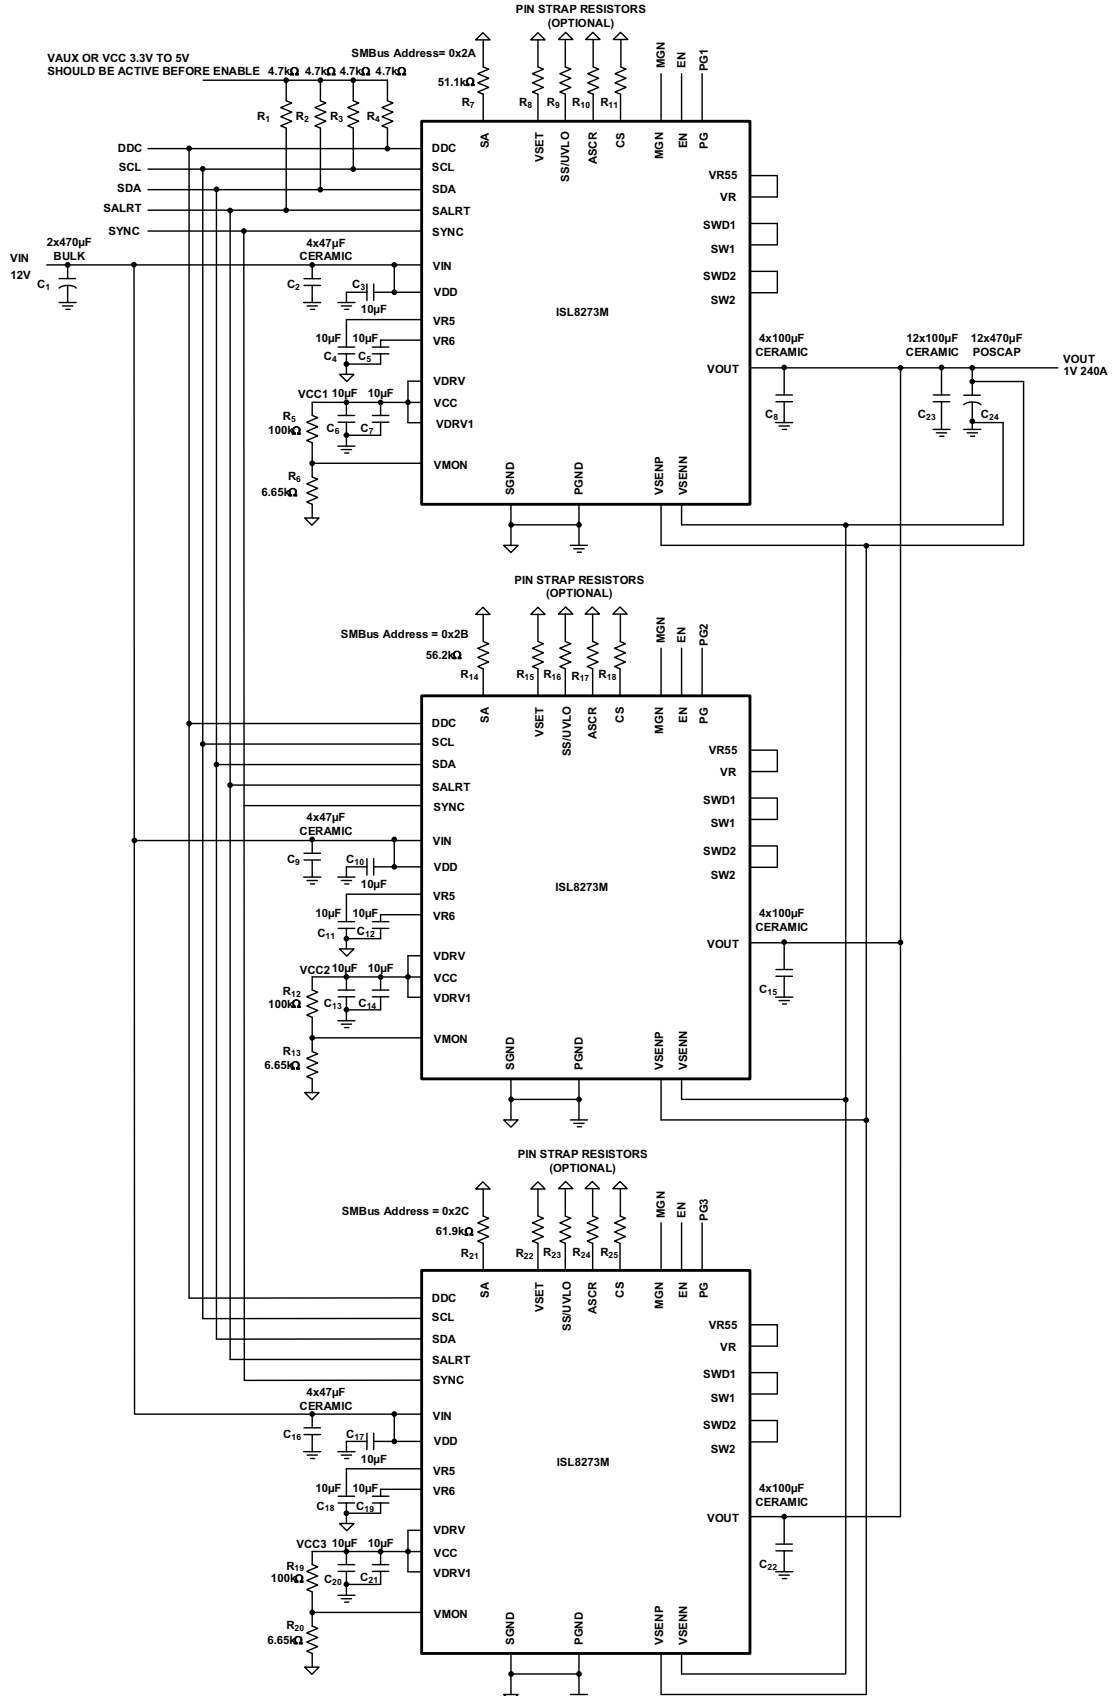 PIN STRAP RESISTORS
(OPTIONAL)
VAUX OR VCC 3.3V TO 5V
SHOULD BE ACTIVE BEFORE ENABLE
4.7kΩ 4.7kΩ 4.7kΩ 4.7kΩ
R1 R2 R3 R4
SMBus Address= 0x2A
51.1kΩ
R7 R8 R9 R10 R11
MGN EN PG1
SA VSET SS/UVLO ASCR CS MGN EN PG
DDC DDC
SCL SCL
SDA SDA
SALRT SALRT
SYNC SYNC
VIN
12V
2x470µF
BULK
C1
4x47µF
CERAMIC
C2 C3
10µF
VIN
VDD
10µF 10µF
C4 C5
VR5
VR6
VCC1 10µF 10µF
C6 C7
R5
100kΩ
R6
6.65kΩ
VDRV
VCC
VDRV1
VMON
ISL8273M
VR55
VR
SWD1
SW1
SWD2
SW2
VOUT
SGND PGND VSENP VSENN
4x100µF
CERAMIC
C8
12x100µF
CERAMIC
C23
12x470µF
POSCAP
C24
VOUT
1V 240A
PIN STRAP RESISTORS
(OPTIONAL)
SMBus Address = 0x2B
56.2kΩ
R14 R15 R16 R17 R18
MGN EN PG2
SA VSET SS/UVLO ASCR CS MGN EN PG
DDC
SCL
SDA
SALRT
SYNC
4x47µF
CERAMIC
C9 C10
10µF
VIN
VDD
10µF 10µF
C11 C12
VR5
VR6
VCC2 10µF 10µF
C13 C14
R12
100kΩ
R13
6.65kΩ
VDRV
VCC
VDRV1
VMON
ISL8273M
VR55
VR
SWD1
SW1
SWD2
SW2
VOUT
SGND PGND VSENP VSENN
4x100µF
CERAMIC
C15
PIN STRAP RESISTORS
(OPTIONAL)
SMBus Address = 0x2C
61.9kΩ
R21 R22 R23 R24 R25
MGN EN PG3
SA VSET SS/UVLO ASCR CS MGN EN PG
DDC
SCL
SDA
SALRT
SYNC
4x47µF
CERAMIC
C16 C17
10µF
VIN
VDD
10µF 10µF
C18 C19
VR5
VR6
VCC3 10µF 10µF
C20 C21
R19
100kΩ
R20
6.65kΩ
VDRV
VCC
VDRV1
VMON
ISL8273M
VR55
VR
SWD1
SW1
SWD2
SW2
VOUT
SGND PGND VSENP VSENN
4x100µF
CERAMIC
C22